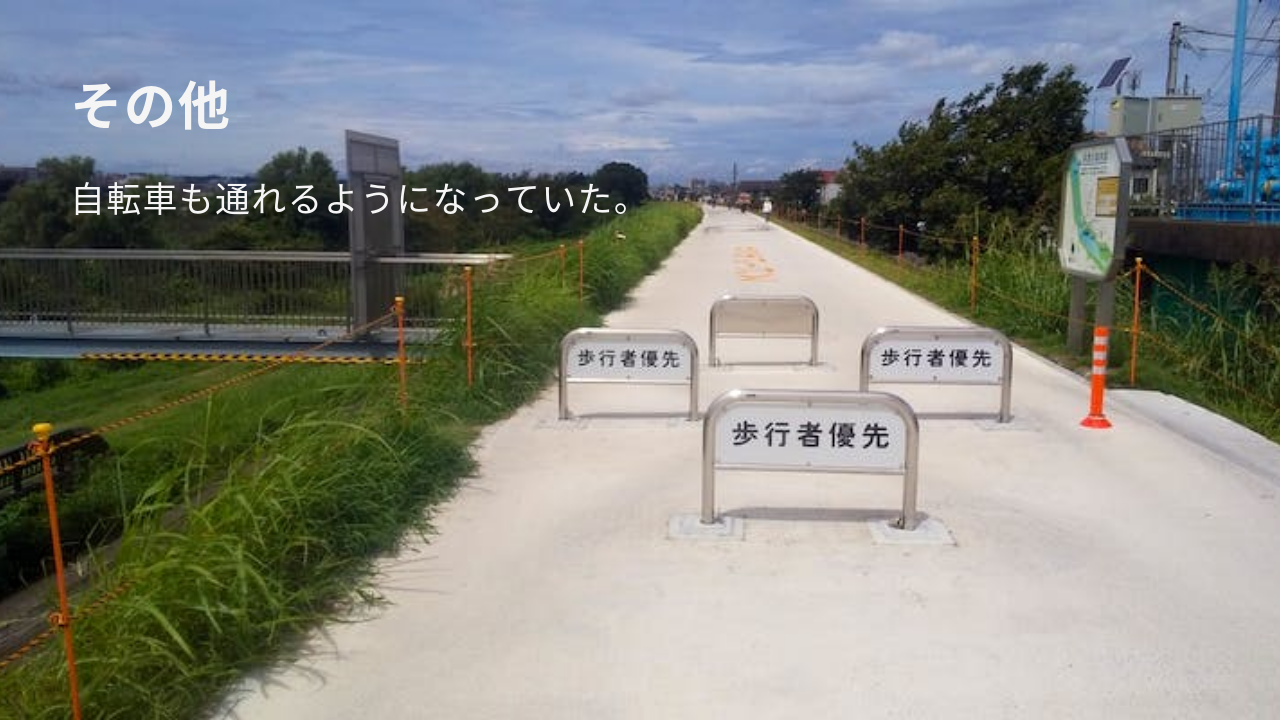 その他
自転車も通れるようになっていた。
歩行者優先
歩行者優先
歩行者優先